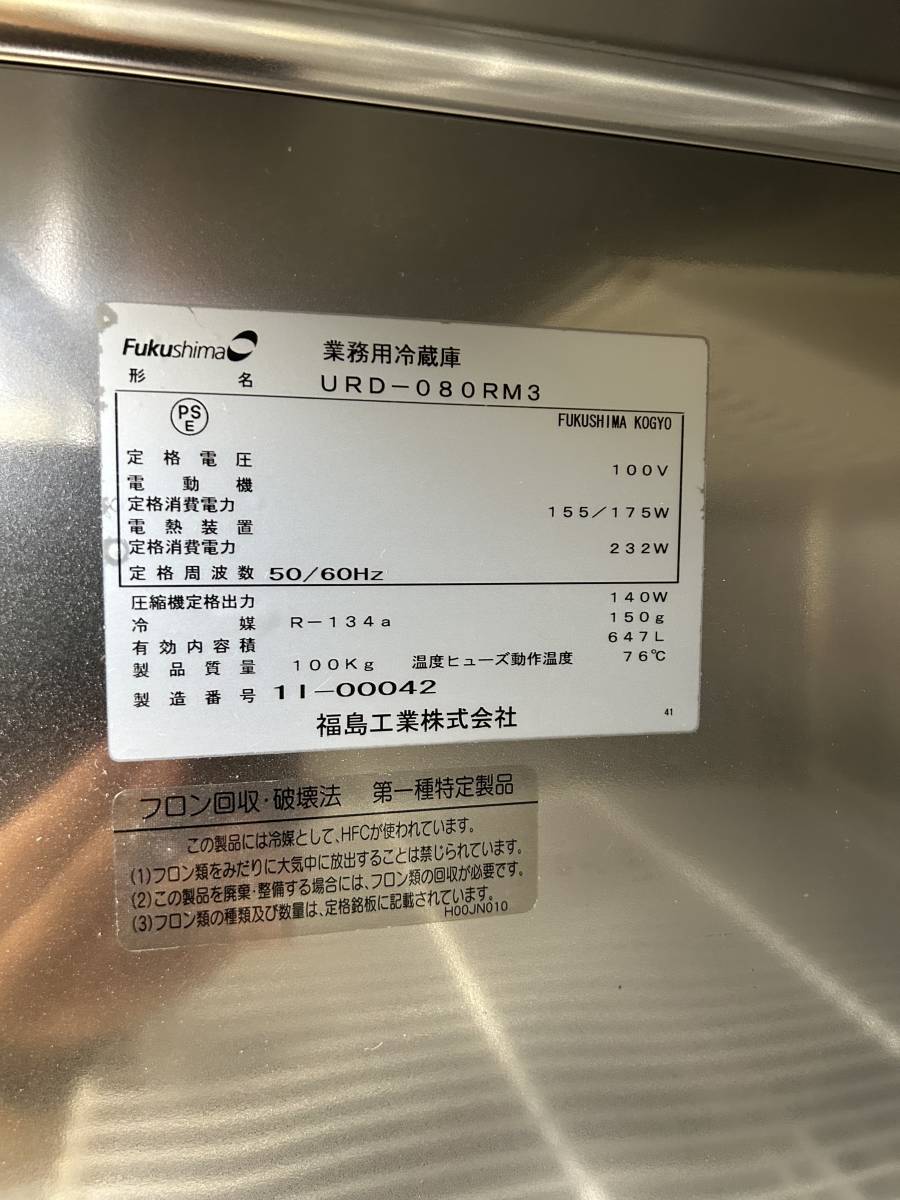 Fukushima 業務用冷蔵庫
形名 URD-080RM3
PS E FUKUSHIMA KOGYO
定格電圧 100V
電動機
定格消費電力 155/175W
電熱装置
定格消費電力 232W
定格周波数 50/60Hz
圧縮機定格出力 140W
冷媒 R-134a 150g
有効内容積 647L
製品質量 100Kg 温度ヒューズ動作温度 76℃
製造番号 11-00042
福島工業株式会社 41
フロン回収・破壊法 第一種特定製品
この製品には冷媒として、HFCが使われています。
(1)フロン類をみだりに大気中に放出することは禁じられています。
(2)この製品を廃棄・整備する場合には、フロン類の回収が必要です。
(3)フロン類の種類及び数量は、定格銘板に記載されています。
H00JN010